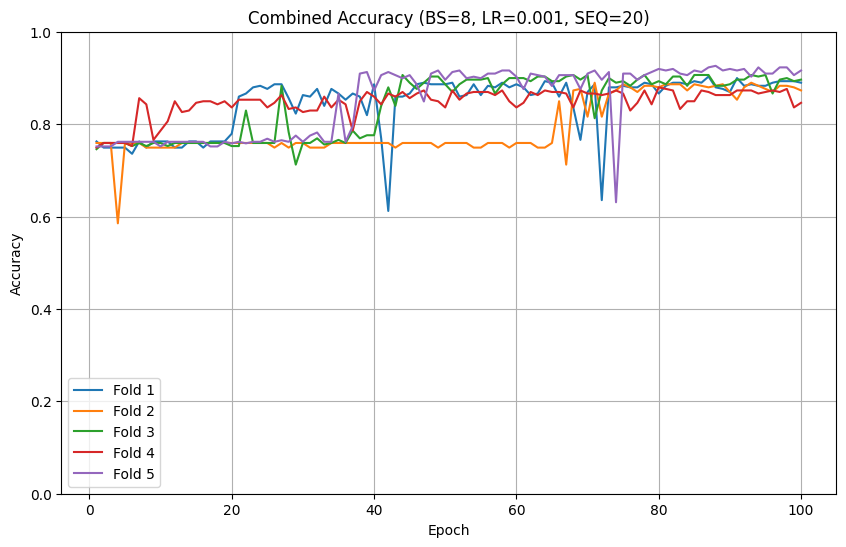 Combined Accuracy (BS=8, LR=0.001, SEQ=20)
Accuracy
1.0
0.8
0.6
0.4
0.2
0.0
Fold 1
Fold 2
Fold 3
Fold 4
Fold 5
0 20 40 60 80 100
Epoch